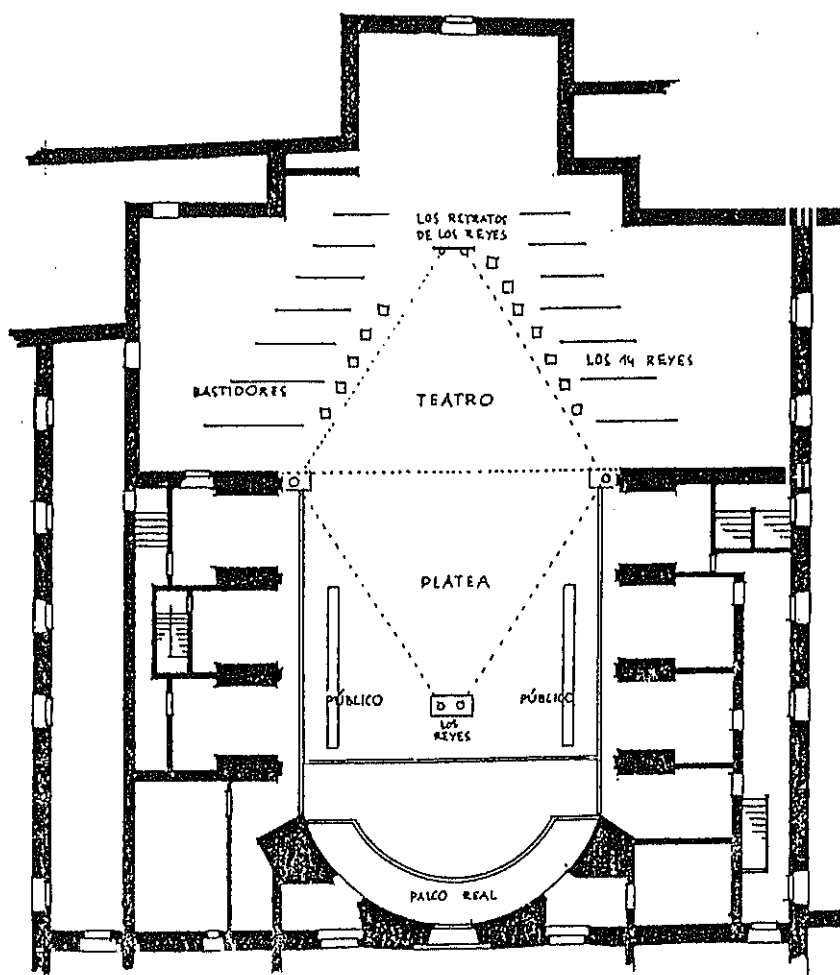 LOS RETRATOS
DE LOS REYES
LOS 14 REYES
BASTIDORES
TEATRO
PLATEA
PÚBLICO
PÚBLICO
LOS
REYES
PALCO REAL